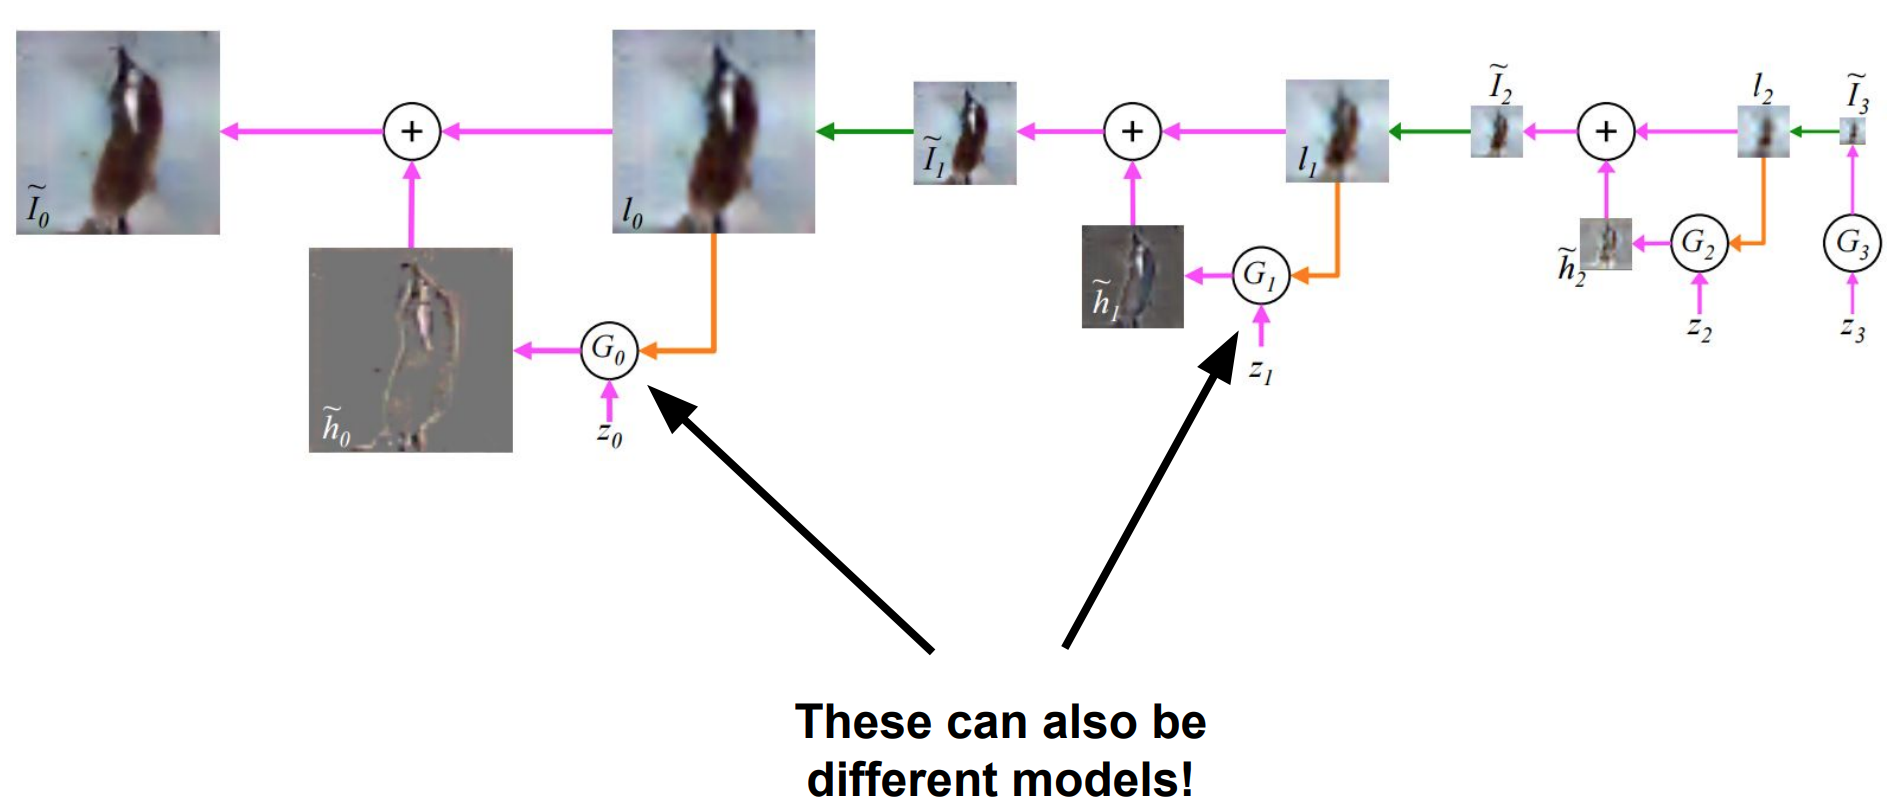 Ĩ₀
+
l₀
Ĩ₁
+
l₁
Ĩ₂
+
l₂
Ĩ₃
h̃₀
G₀
z₀
h̃₁
G₁
z₁
h̃₂
G₂
z₂
G₃
z₃
These can also be
different models!